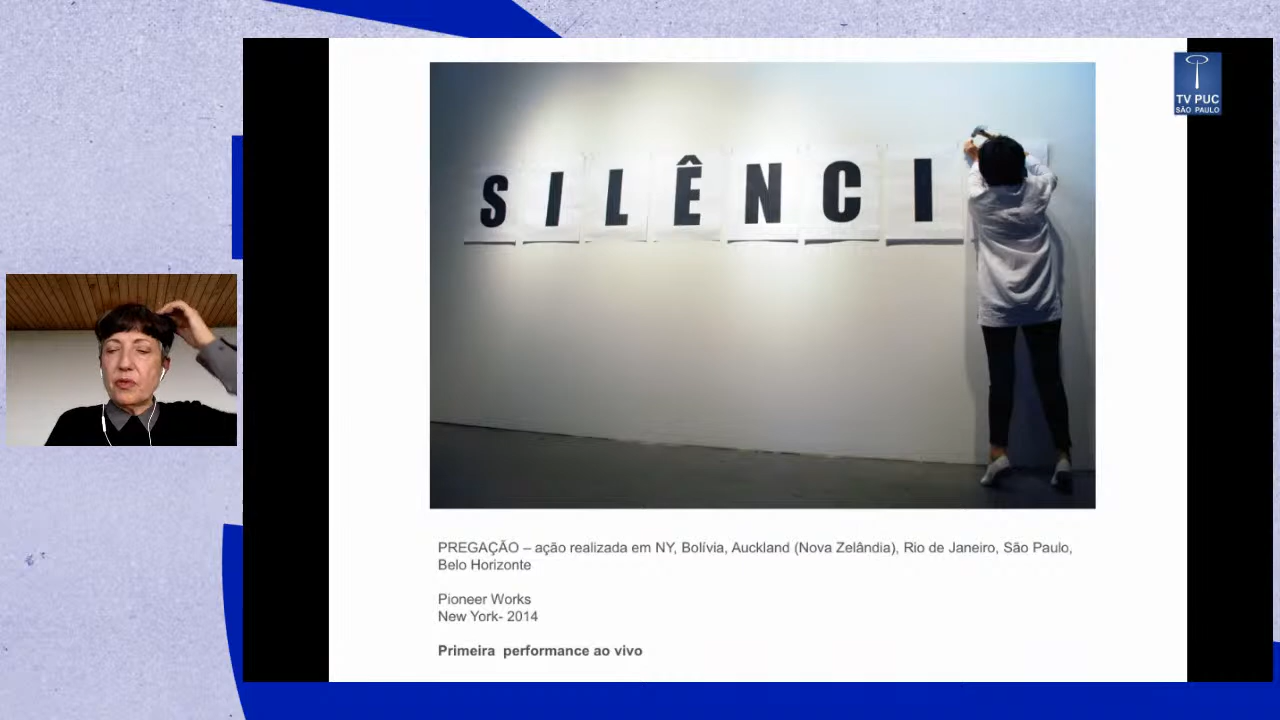 TV PUC
SÃO PAULO
SILÊNCI
PREGAÇÃO – ação realizada em NY, Bolívia, Auckland (Nova Zelândia), Rio de Janeiro, São Paulo,
Belo Horizonte
Pioneer Works
New York- 2014
Primeira performance ao vivo